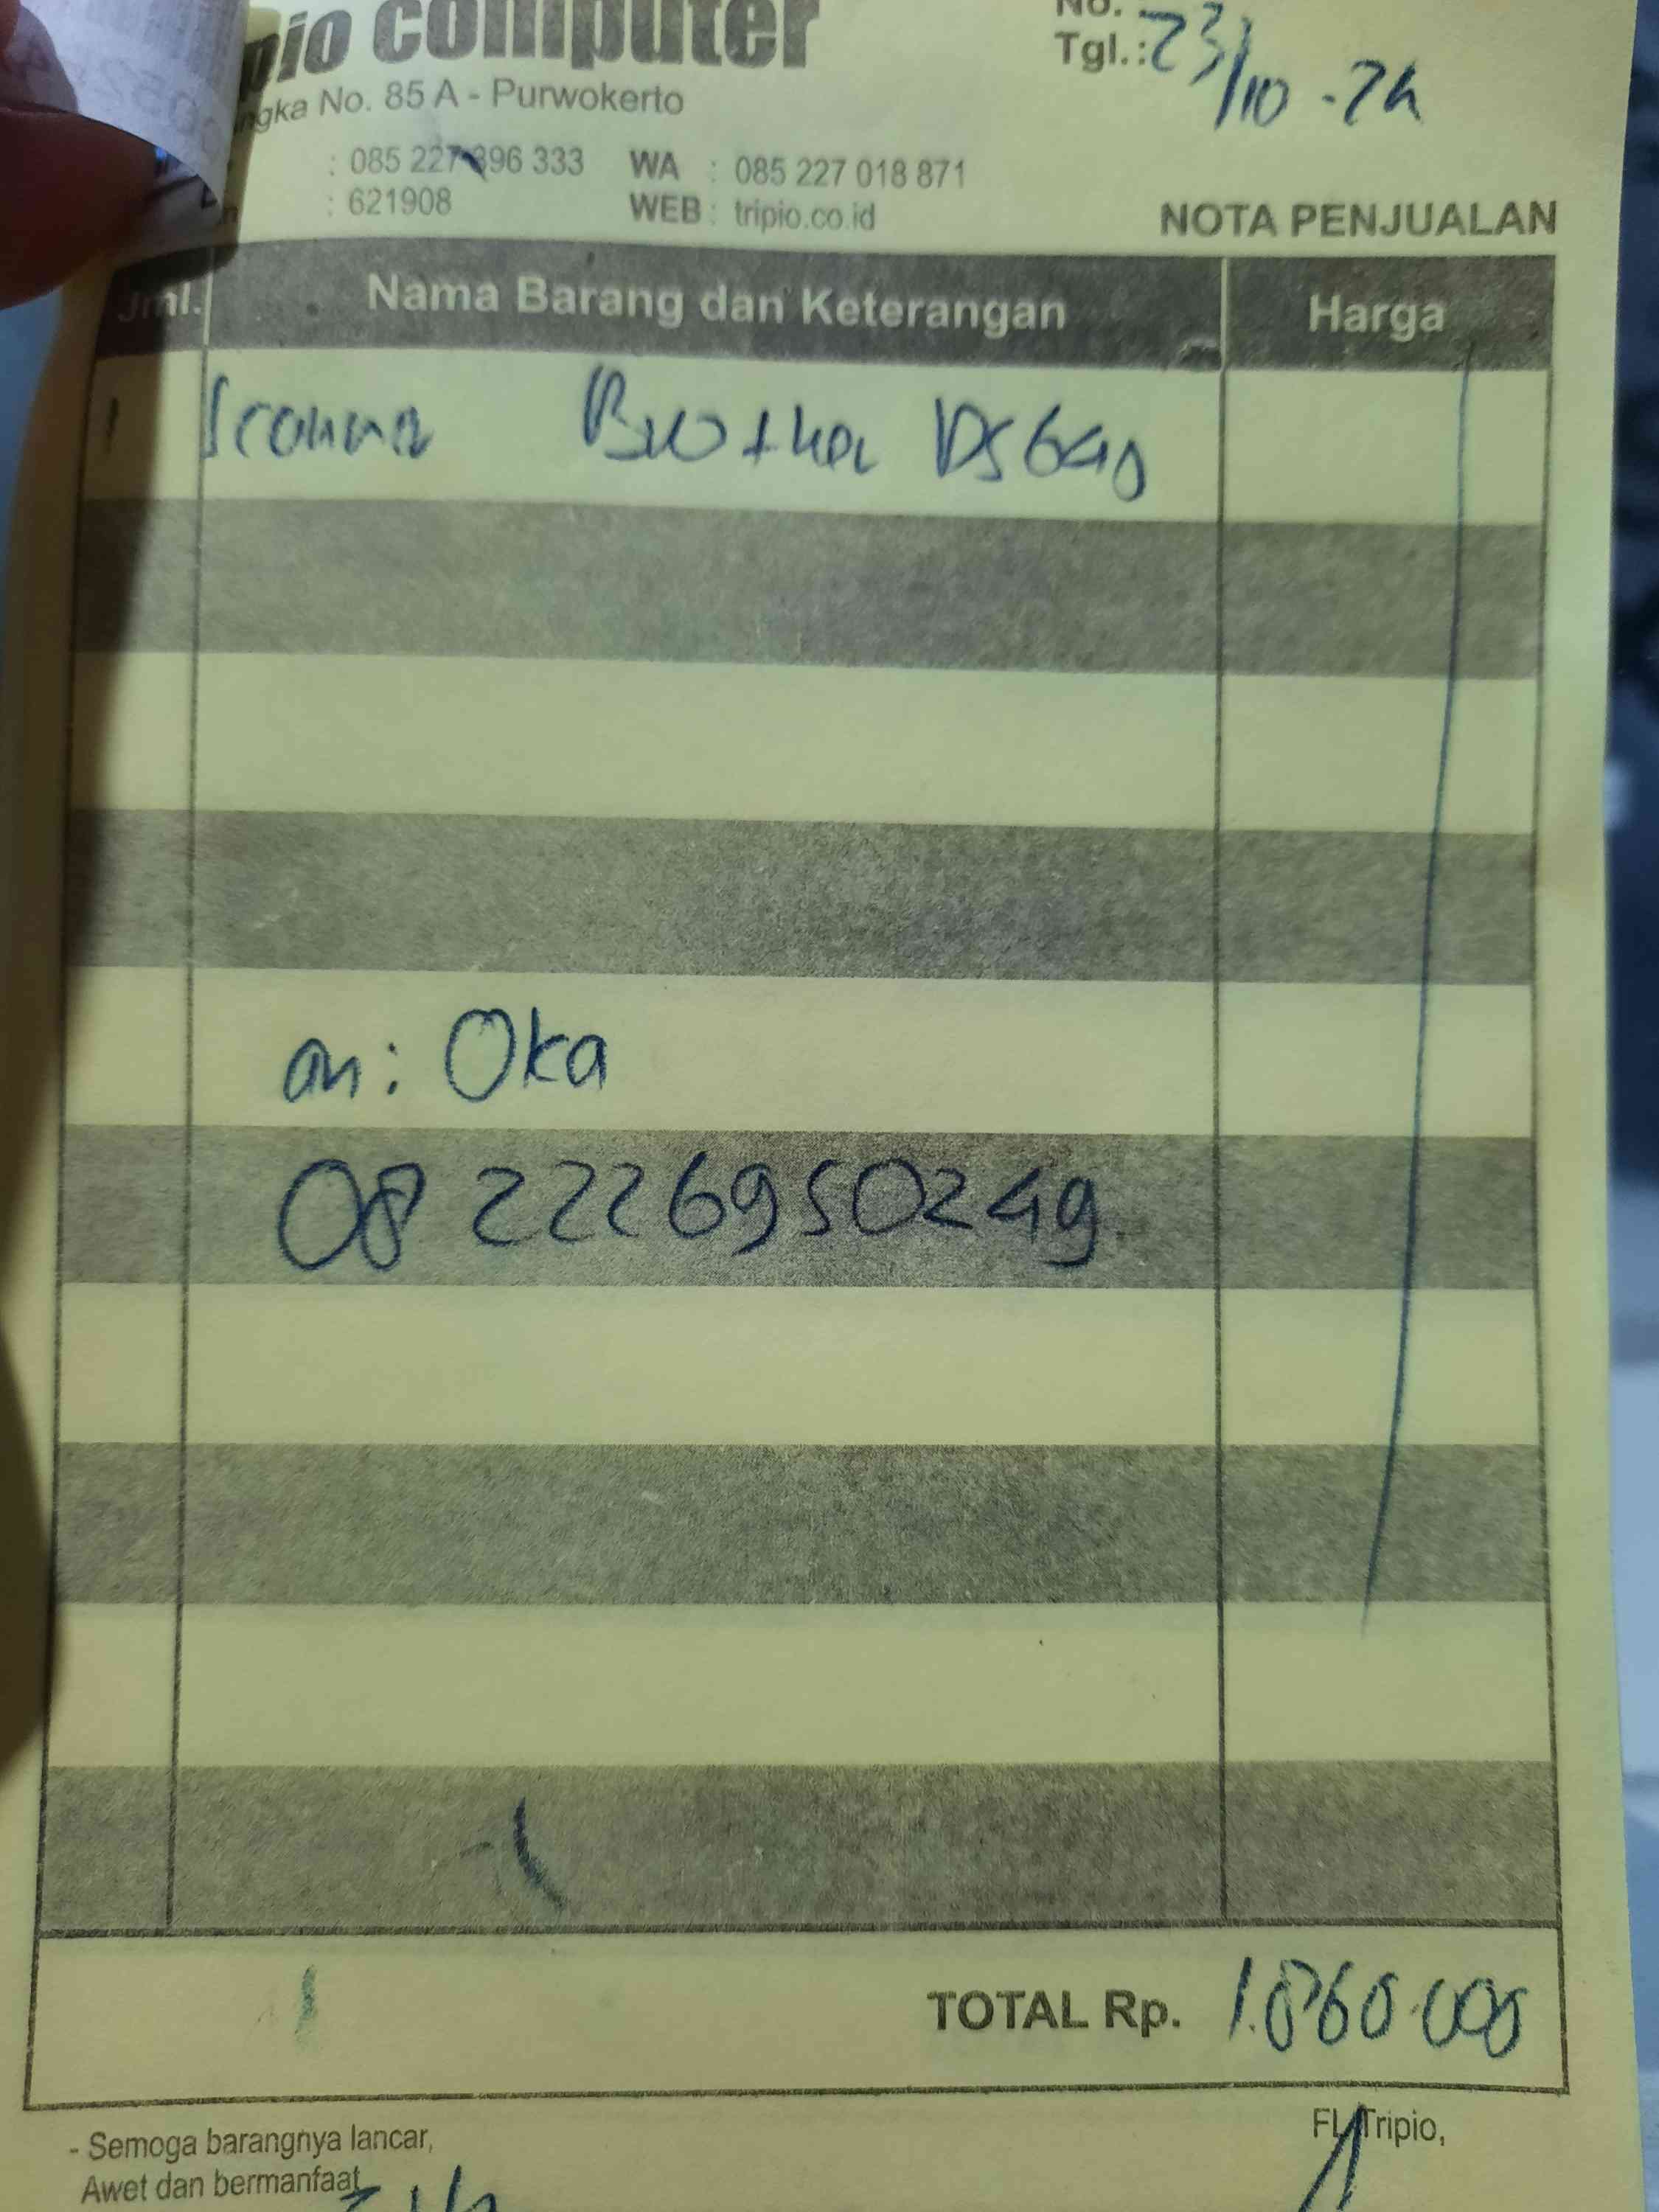 pio computer
No.
Tgl.: 23/10-24
ngka No. 85 A - Purwokerto
: 085 227 396 333 WA : 085 227 018 871
: 621908 WEB : tripio.co.id
NOTA PENJUALAN
Jml. Nama Barang dan Keterangan Harga
1 Scanner Brother DS640
an: Oka
08 2226950249
TOTAL Rp. 1.860.000
FL Tripio,
- Semoga barangnya lancar,
Awet dan bermanfaat